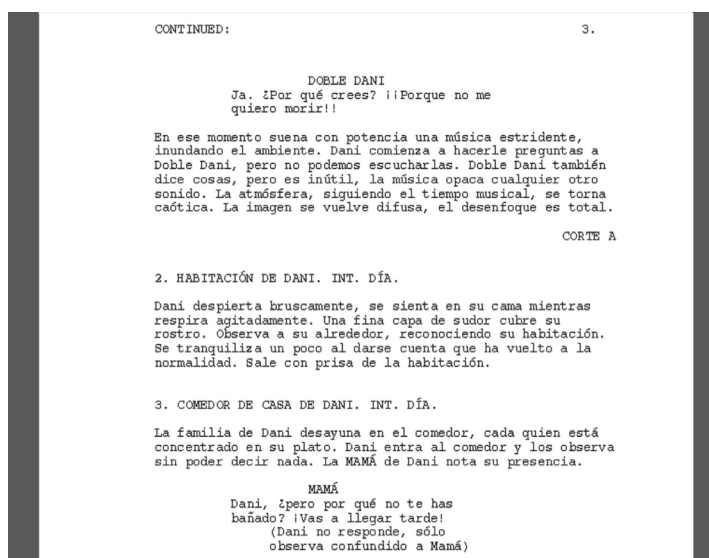 CONTINUED: 3.
DOBLE DANI
Ja. ¿Por qué crees? ¡¡Porque no me
quiero morir!!
En ese momento suena con potencia una música estridente,
inundando el ambiente. Dani comienza a hacerle preguntas a
Doble Dani, pero no podemos escucharlas. Doble Dani también
dice cosas, pero es inútil, la música opaca cualquier otro
sonido. La atmósfera, siguiendo el tiempo musical, se torna
caótica. La imagen se vuelve difusa, el desenfoque es total.
CORTE A
2. HABITACIÓN DE DANI. INT. DÍA.
Dani despierta bruscamente, se sienta en su cama mientras
respira agitadamente. Una fina capa de sudor cubre su
rostro. Observa a su alrededor, reconociendo su habitación.
Se tranquiliza un poco al darse cuenta que ha vuelto a la
normalidad. Sale con prisa de la habitación.
3. COMEDOR DE CASA DE DANI. INT. DÍA.
La familia de Dani desayuna en el comedor, cada quien está
concentrado en su plato. Dani entra al comedor y los observa
sin poder decir nada. La MAMÁ de Dani nota su presencia.
MAMÁ
Dani, ¿pero por qué no te has
bañado? ¡Vas a llegar tarde!
(Dani no responde, sólo
observa confundido a Mamá)